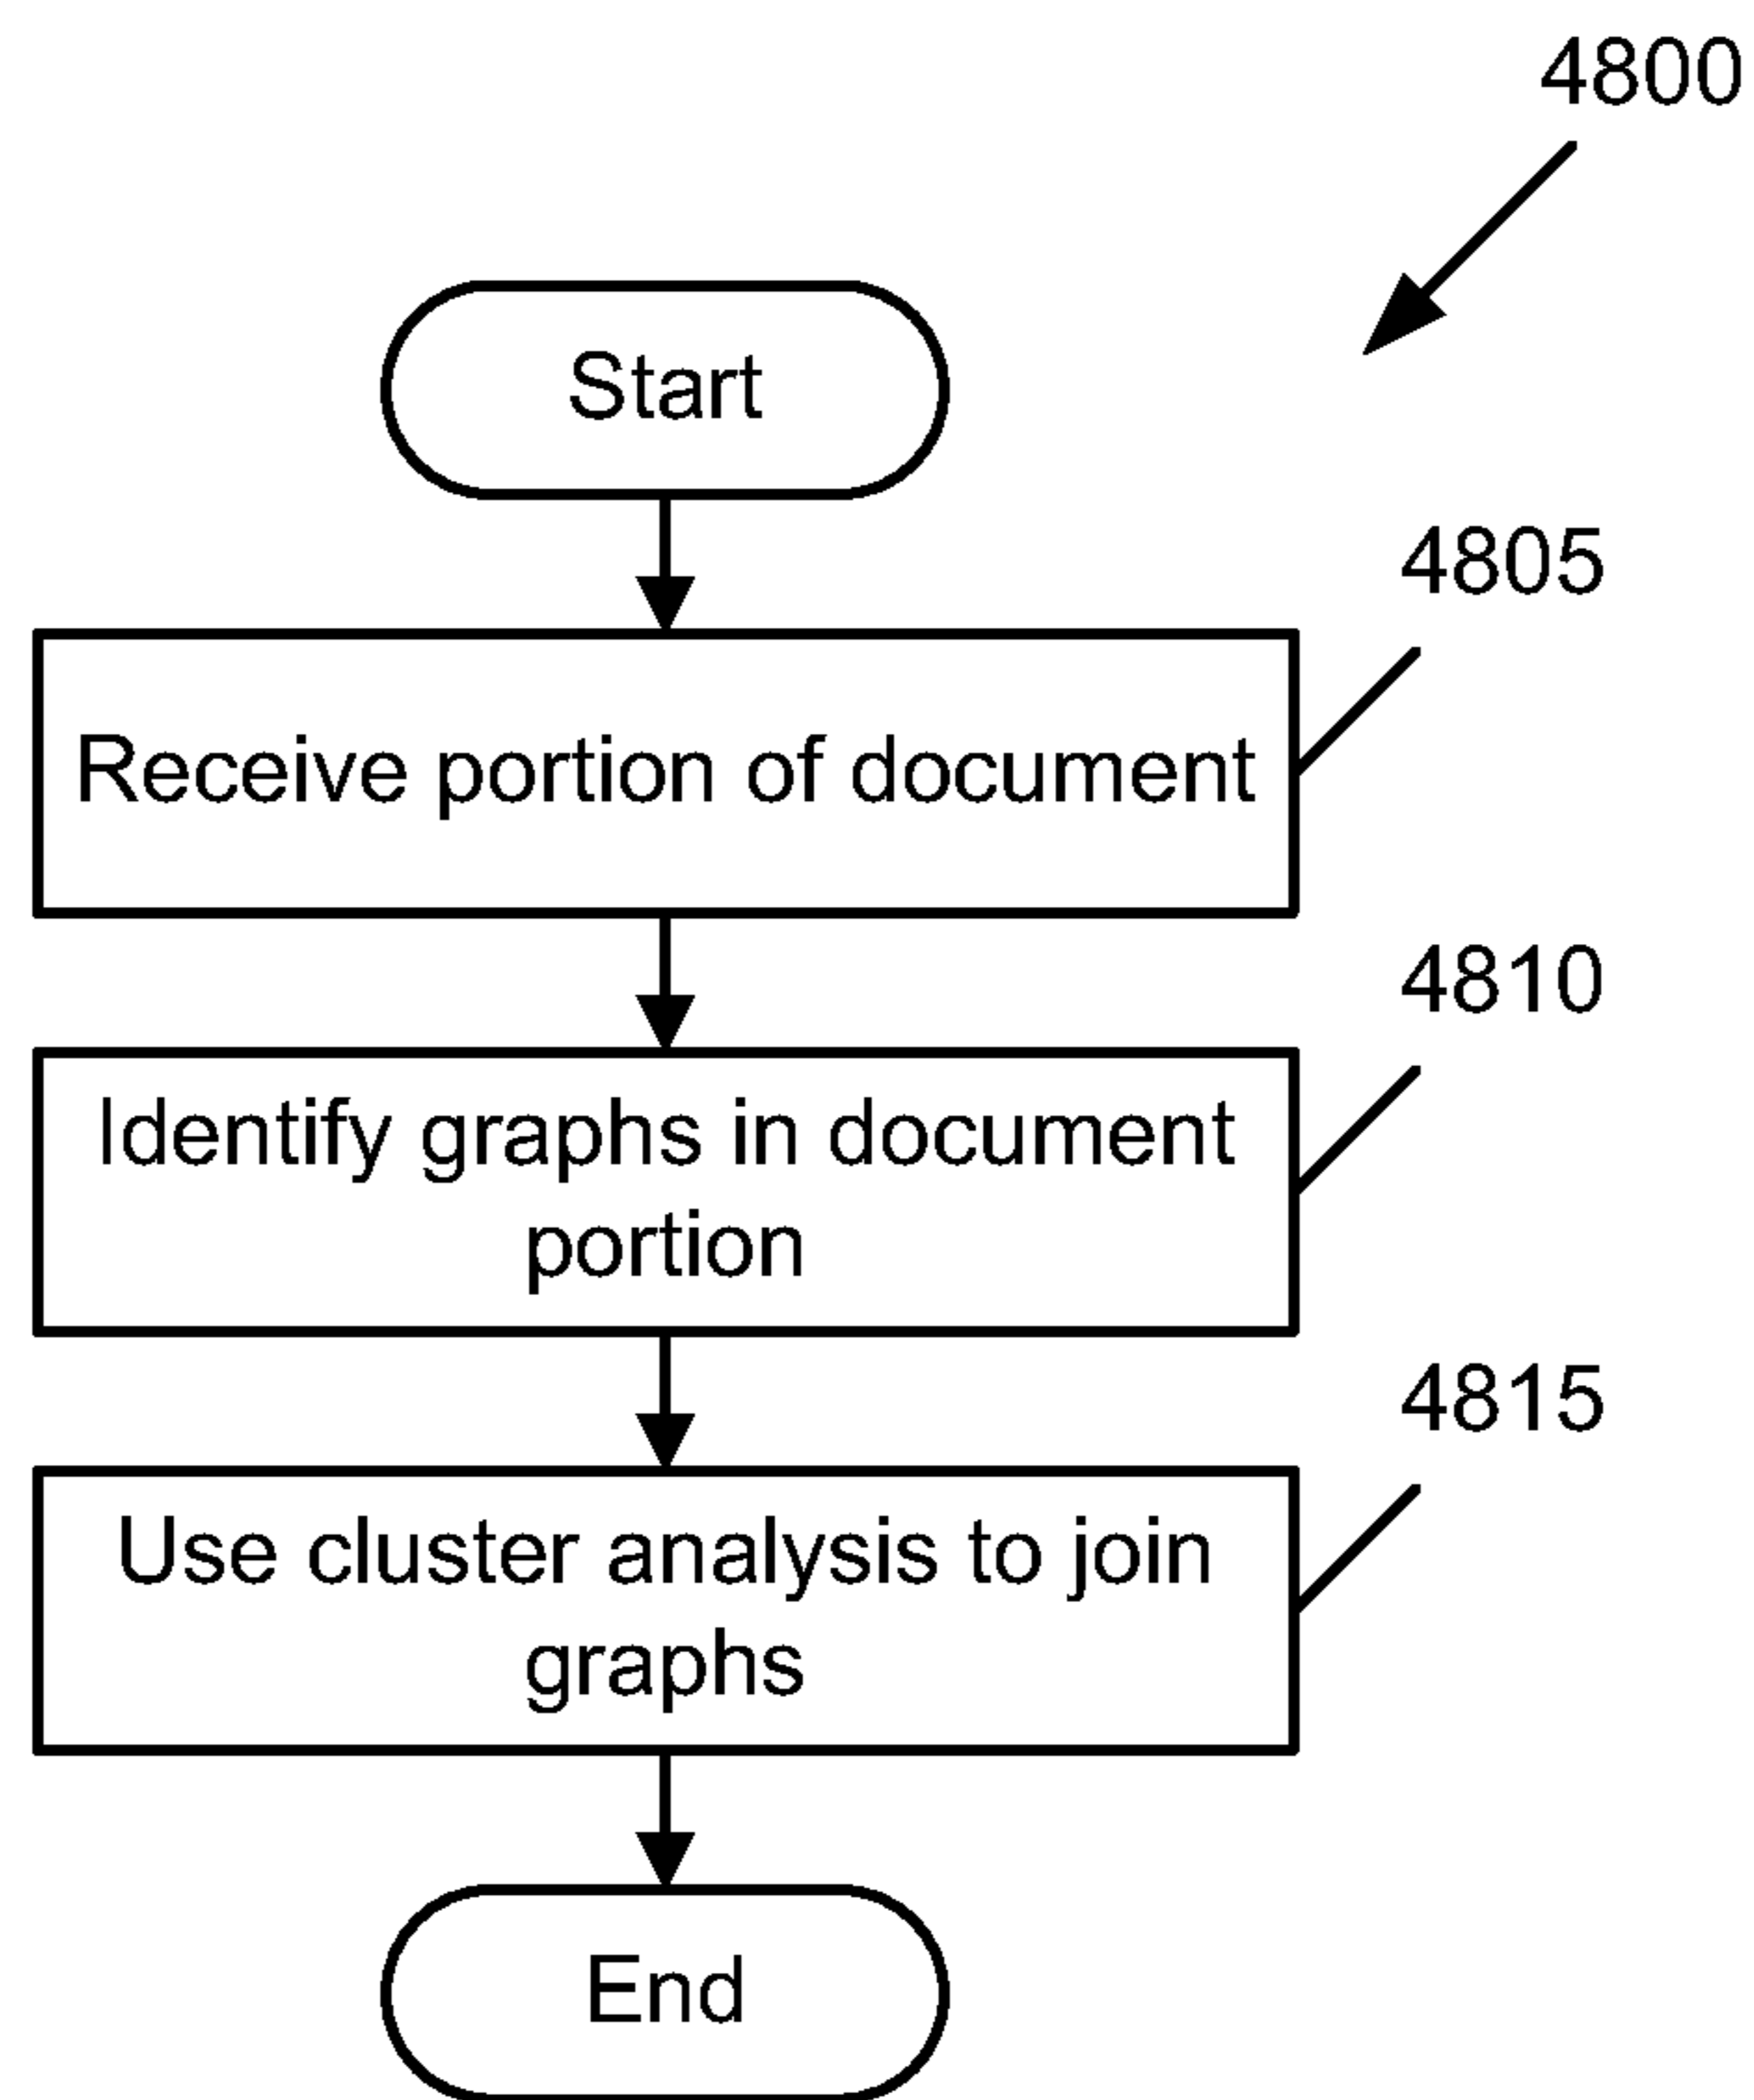 4800
Start
4805
Receive portion of document
4810
Identify graphs in document
portion
4815
Use cluster analysis to join
graphs
End